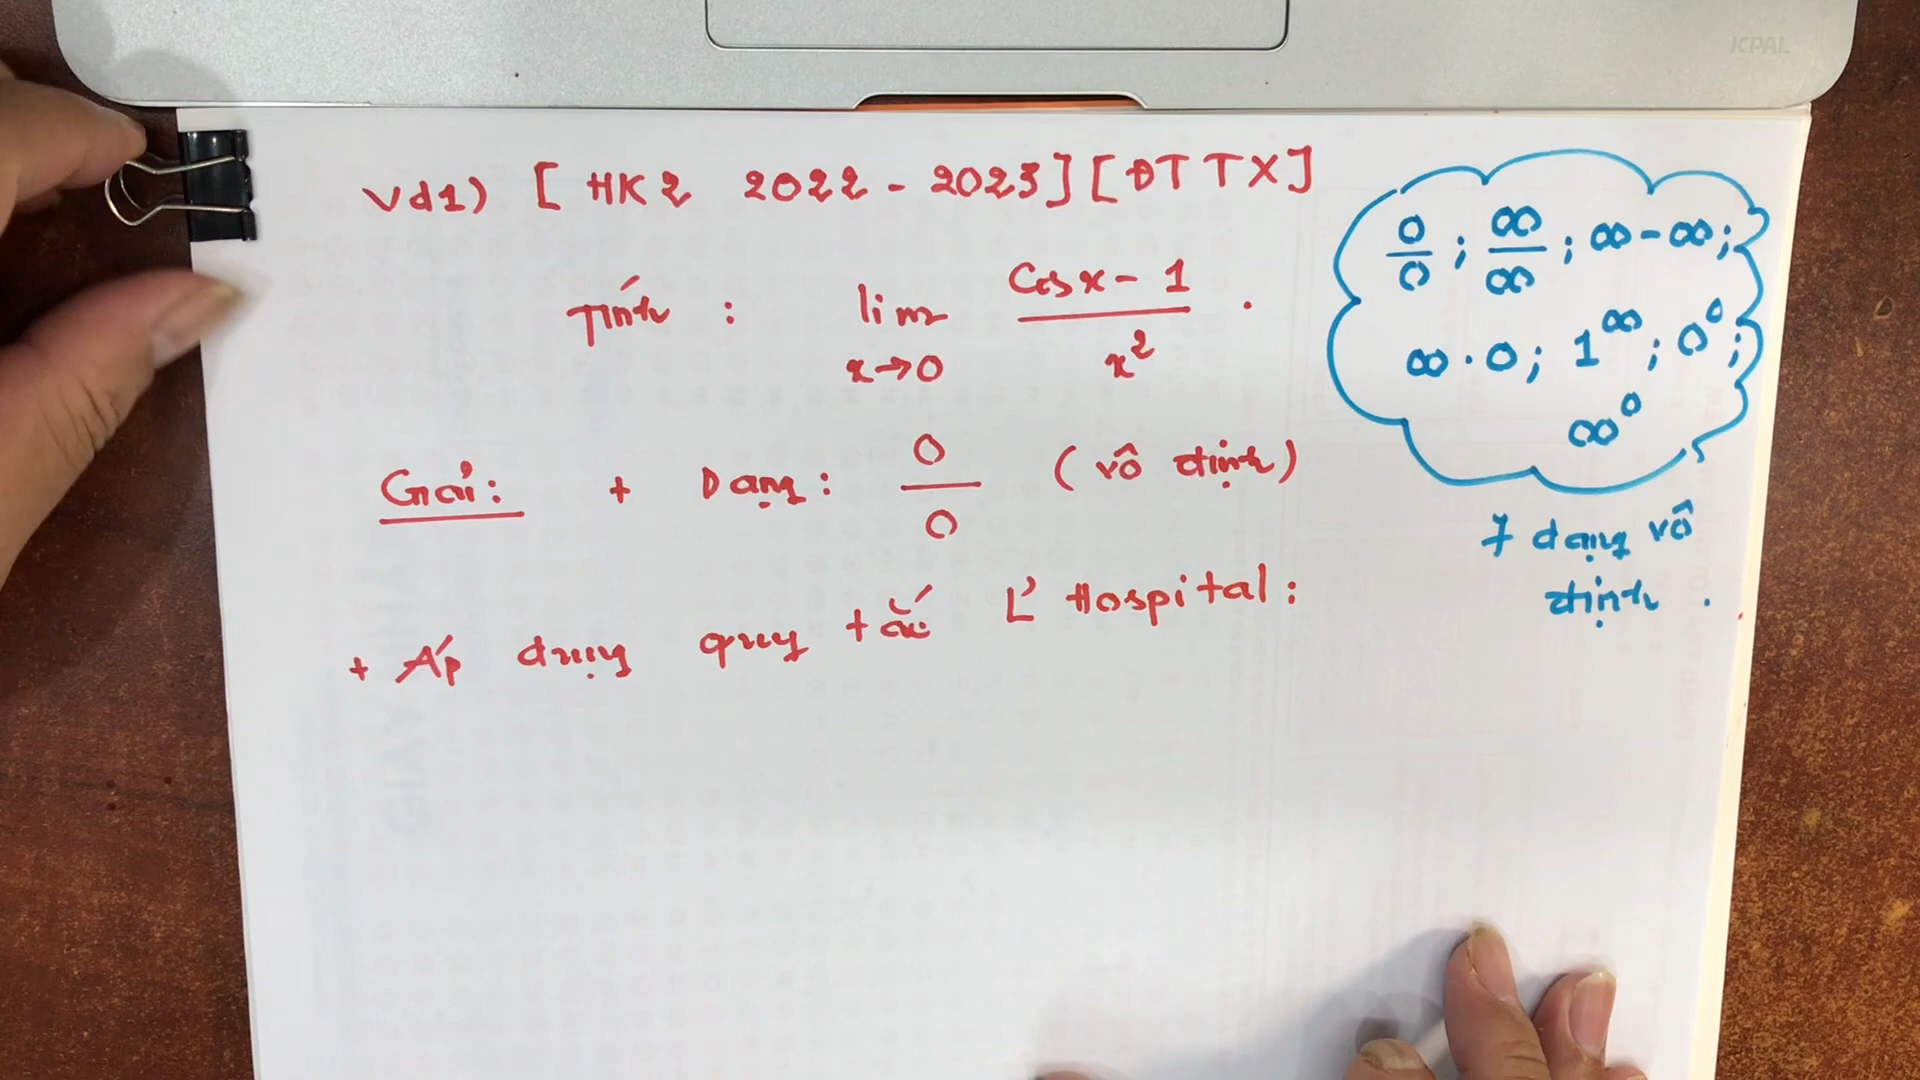 Vd1) [HK2 2022 - 2023] [ĐTTX]
Tính : lim x→0 (Cosx - 1)/x² .
Giải: + Dạng: 0/0 (vô định)
+ Áp dụng quy tắc L'Hospital:
0/0 ; ∞/∞ ; ∞ - ∞ ;
∞ · 0 ; 1^∞ ; 0^0 ;
∞^0
7 dạng vô
định .
JCPAL